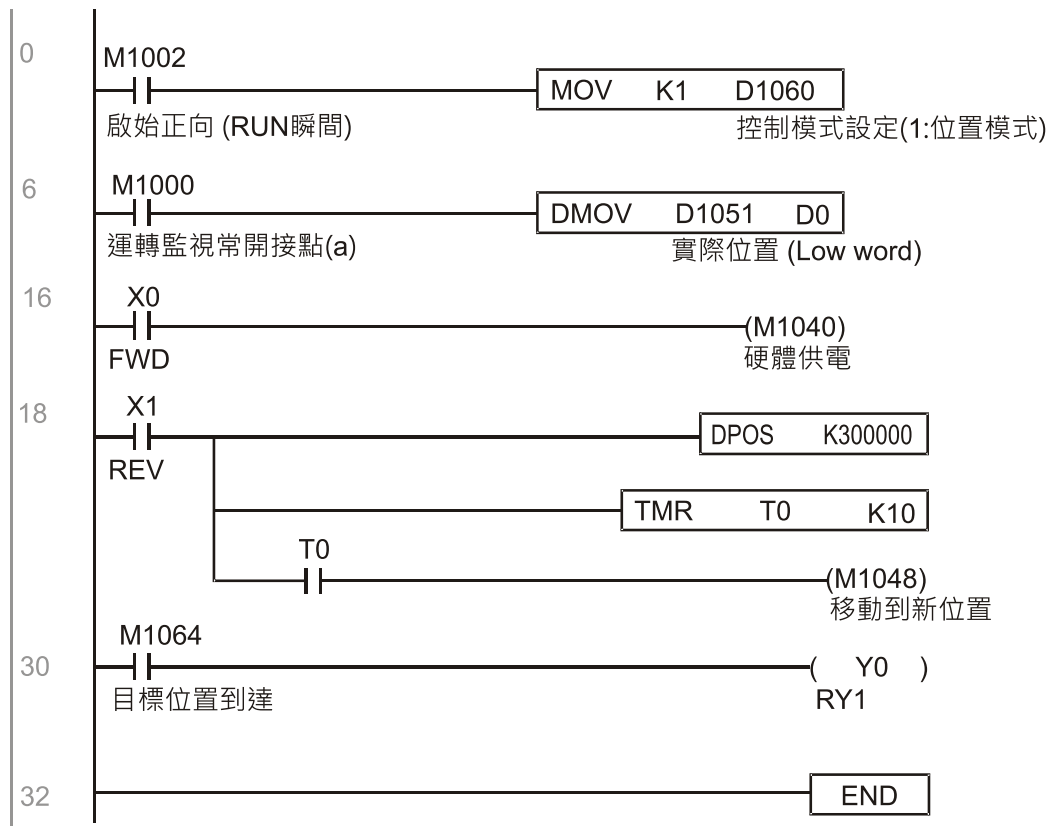 0
M1002
MOV K1 D1060
啟始正向 (RUN瞬間)
控制模式設定(1:位置模式)
6
M1000
DMOV D1051 D0
運轉監視常開接點(a)
實際位置 (Low word)
16
X0
(M1040)
FWD
硬體供電
18
X1
DPOS K300000
REV
TMR T0 K10
T0
(M1048)
移動到新位置
M1064
30
( Y0 )
目標位置到達
RY1
32
END